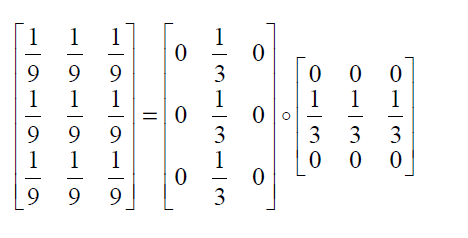 [1/9 1/9 1/9] [0 1/3 0] [0 0 0]
[1/9 1/9 1/9] = [0 1/3 0] ∘ [1/3 1/3 1/3]
[1/9 1/9 1/9] [0 1/3 0] [0 0 0]